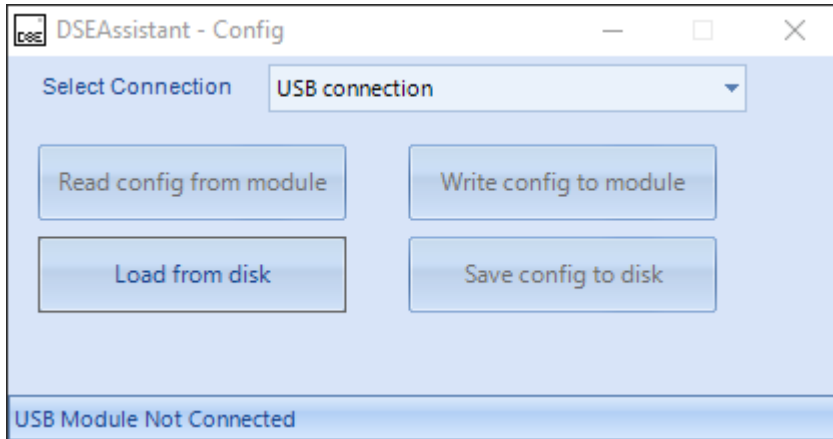 DSE DSEAssistant - Config
Select Connection USB connection
Read config from module Write config to module
Load from disk Save config to disk
USB Module Not Connected